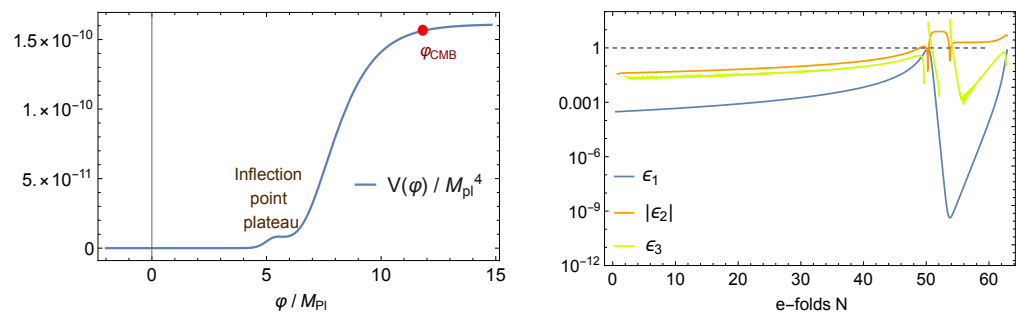 1.5×10⁻¹⁰
1.×10⁻¹⁰
5.×10⁻¹¹
0
φCMB
Inflection
point
plateau
V(φ) / Mpl⁴
0
5
10
15
φ / MPl
1
0.001
10⁻⁶
10⁻⁹
10⁻¹²
ϵ₁
|ϵ₂|
ϵ₃
0
10
20
30
40
50
60
e-folds N